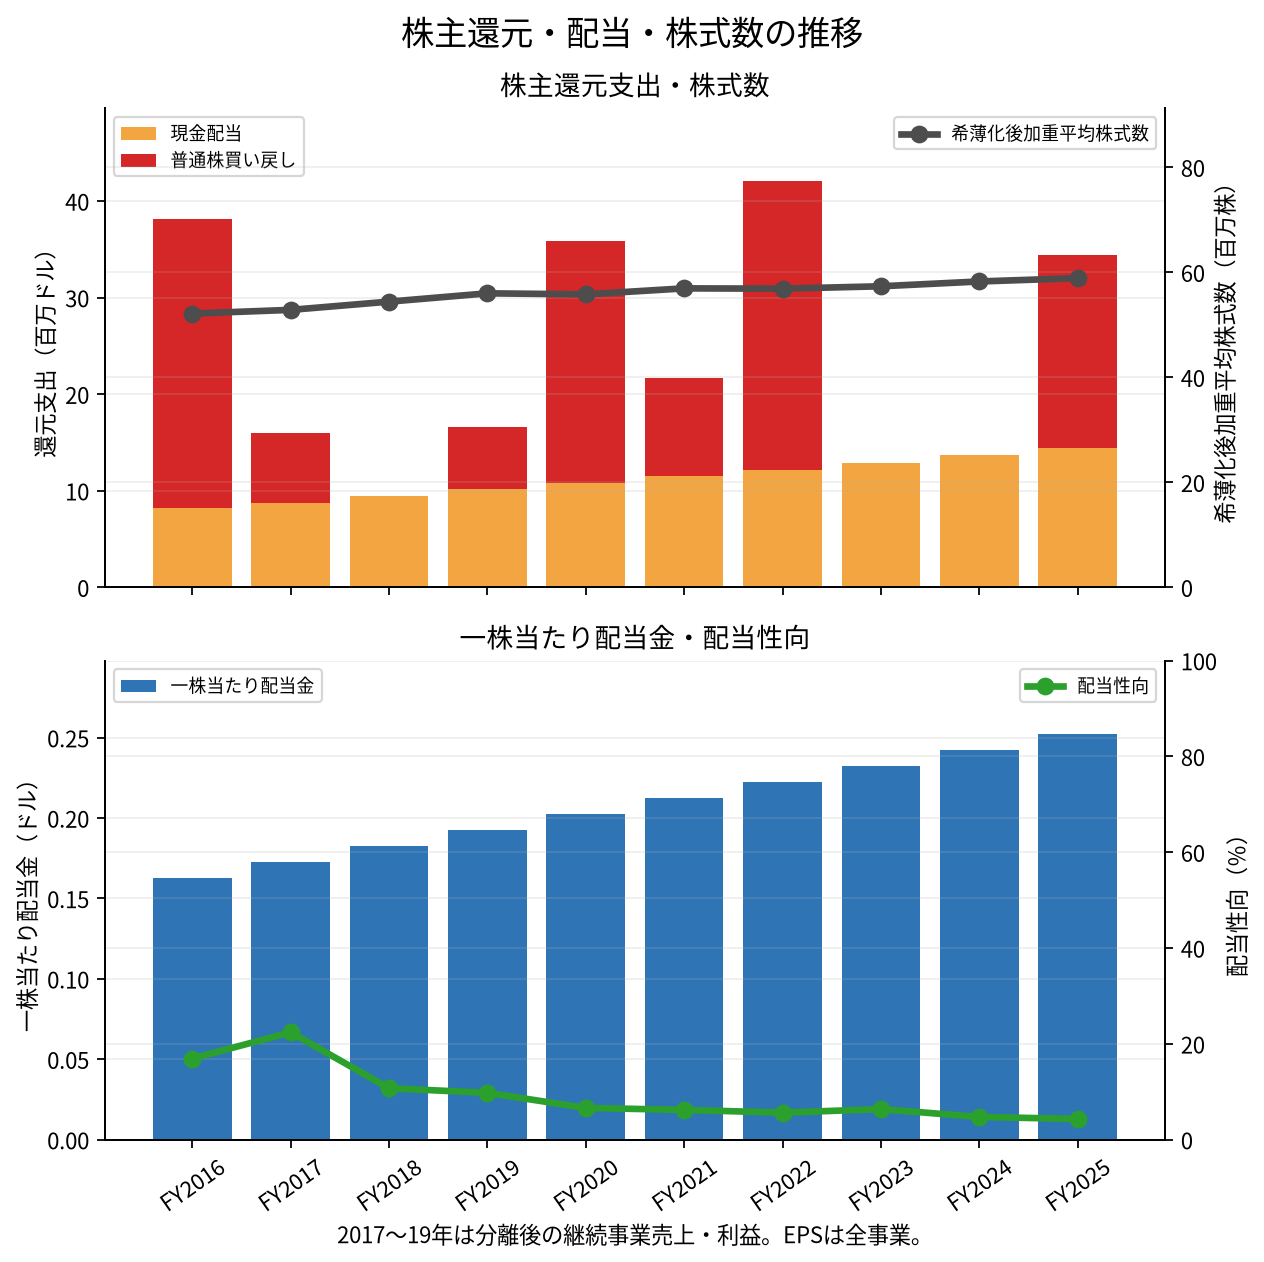 株主還元・配当・株式数の推移
株主還元支出・株式数
現金配当
普通株買い戻し
希薄化後加重平均株式数
還元支出（百万ドル）
40
30
20
10
0
80
60
40
20
0
希薄化後加重平均株式数（百万株）
一株当たり配当金・配当性向
一株当たり配当金
配当性向
一株当たり配当金（ドル）
0.25
0.20
0.15
0.10
0.05
0.00
100
80
60
40
20
0
配当性向（%）
FY2016
FY2017
FY2018
FY2019
FY2020
FY2021
FY2022
FY2023
FY2024
FY2025
2017～19年は分離後の継続事業売上・利益。EPSは全事業。